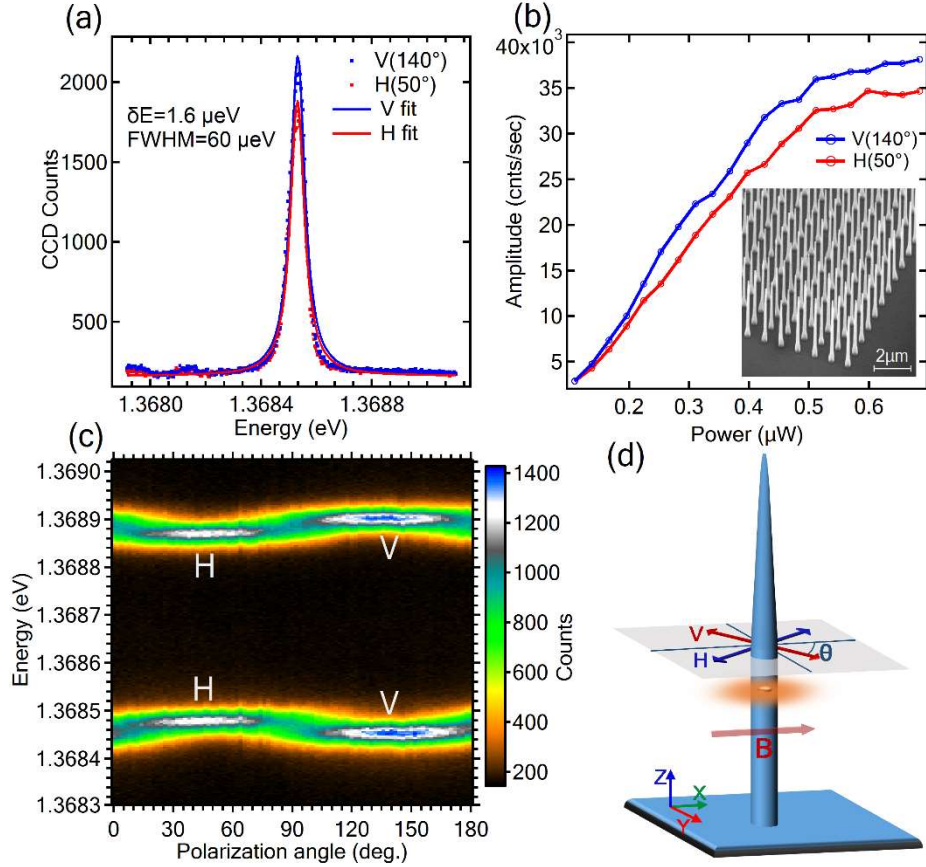 (a)
CCD Counts
2000
1500
1000
500
δE=1.6 µeV
FWHM=60 µeV
V(140°)
H(50°)
V fit
H fit
1.3680
1.3684
1.3688
Energy (eV)
(b)
Amplitude (cnts/sec)
40x10³
35
30
25
20
15
10
5
V(140°)
H(50°)
2µm
0.2
0.3
0.4
0.5
0.6
Power (µW)
(c)
Energy (eV)
1.3690
1.3689
1.3688
1.3687
1.3686
1.3685
1.3684
1.3683
H
V
H
V
0
30
60
90
120
150
180
Polarization angle (deg.)
1400
1200
1000
800
600
400
200
Counts
(d)
V
H
θ
B
Z
X
Y